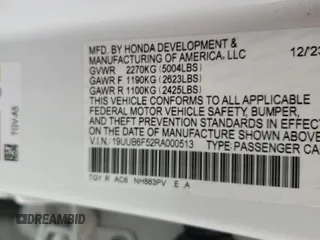 MFD. BY HONDA DEVELOPMENT &
MANUFACTURING OF AMERICA, LLC 12/23
GVWR 2270KG (5004LBS)
GAWR F 1190KG (2623LBS)
GAWR R 1100KG (2425LBS)
THIS VEHICLE CONFORMS TO ALL APPLICABLE
FEDERAL MOTOR VEHICLE SAFETY, BUMPER,
AND THEFT PREVENTION STANDARDS IN EFFECT
ON THE DATE OF MANUFACTURE SHOWN ABOVE.
V.I.N.: 19UUB6F52RA000513 TYPE: PASSENGER CA
TGY R AC6 NH883PV E A
TGV-A5
DREAMBID